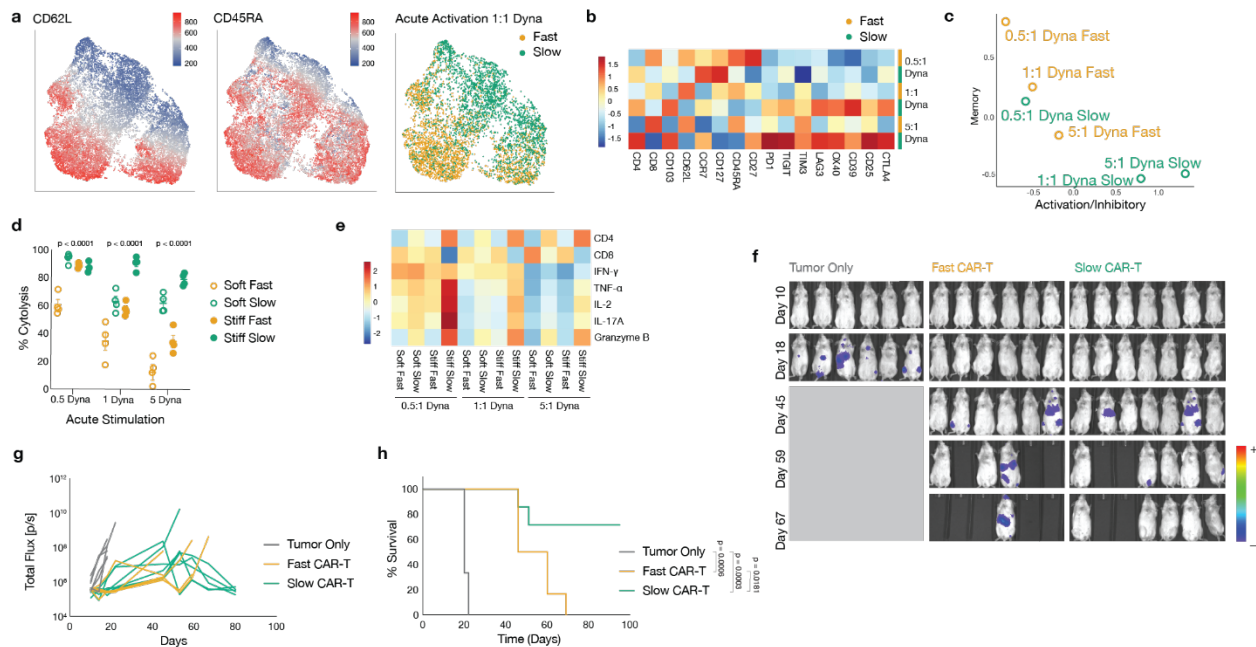 a
CD62L
800
600
400
200
CD45RA
800
600
400
200
Acute Activation 1:1 Dyna
Fast
Slow
b
Fast
Slow
1.5
1
0.5
0
-0.5
-1
-1.5
0.5:1
Dyna
1:1
Dyna
5:1
Dyna
CD4
CD8
CD103
CD62L
CCR7
CD127
CD45RA
CD27
PD1
TIGIT
TIM3
LAG3
OX40
CD39
CD25
CTLA4
c
Memory
0.5
0.0
-0.5
0.5:1 Dyna Fast
1:1 Dyna Fast
0.5:1 Dyna Slow
5:1 Dyna Fast
5:1 Dyna Slow
1:1 Dyna Slow
-0.5
0.0
1.0
Activation/Inhibitory
d
p < 0.0001
p < 0.0001
p < 0.0001
% Cytolysis
100
80
60
40
20
0
0.5 Dyna
1 Dyna
5 Dyna
Acute Stimulation
Soft Fast
Soft Slow
Stiff Fast
Stiff Slow
e
2
1
0
-1
-2
CD4
CD8
IFN-γ
TNF-α
IL-2
IL-17A
Granzyme B
Soft Fast
Soft Slow
Stiff Fast
Stiff Slow
Soft Fast
Soft Slow
Stiff Fast
Stiff Slow
Soft Fast
Soft Slow
Stiff Fast
Stiff Slow
0.5:1 Dyna
1:1 Dyna
5:1 Dyna
f
Tumor Only
Fast CAR-T
Slow CAR-T
Day 10
Day 18
Day 45
Day 59
Day 67
+
–
g
Total Flux [p/s]
10¹²
10¹⁰
10⁸
10⁶
10⁴
0
20
40
60
80
100
Days
Tumor Only
Fast CAR-T
Slow CAR-T
h
% Survival
100
80
60
40
20
0
0
20
40
60
80
100
Time (Days)
Tumor Only
Fast CAR-T
Slow CAR-T
p = 0.0006
p = 0.0003
p = 0.0181